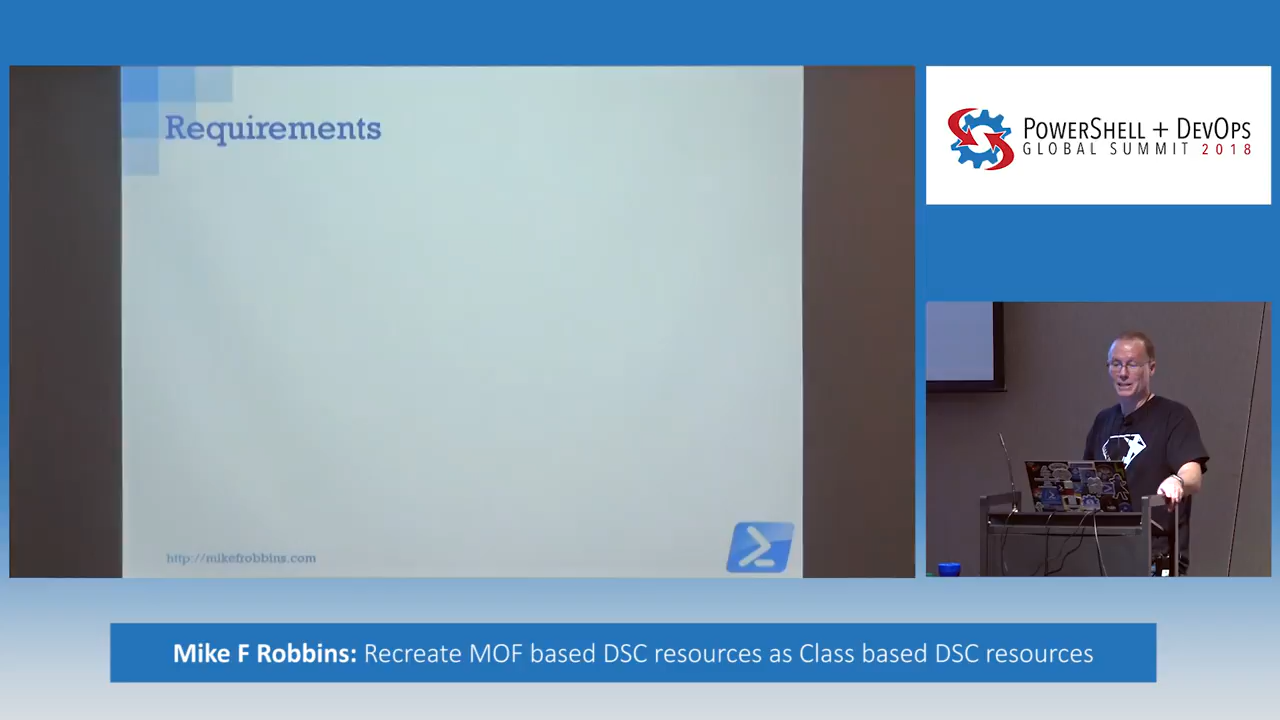 Requirements
http://mikefrobbins.com
POWERSHELL + DEVOPS
GLOBAL SUMMIT 2018
Mike F Robbins: Recreate MOF based DSC resources as Class based DSC resources